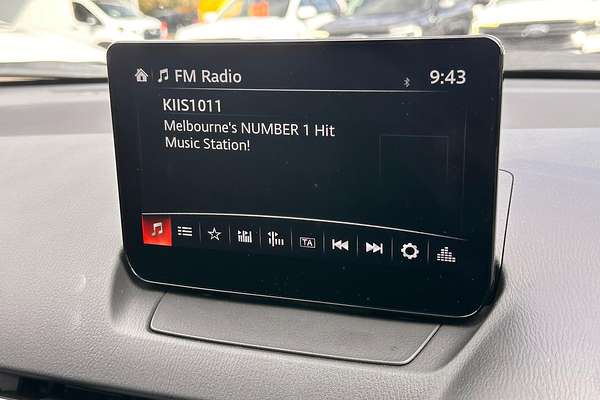 FM Radio
9:43
KIIS1011
Melbourne's NUMBER 1 Hit
Music Station!
TA